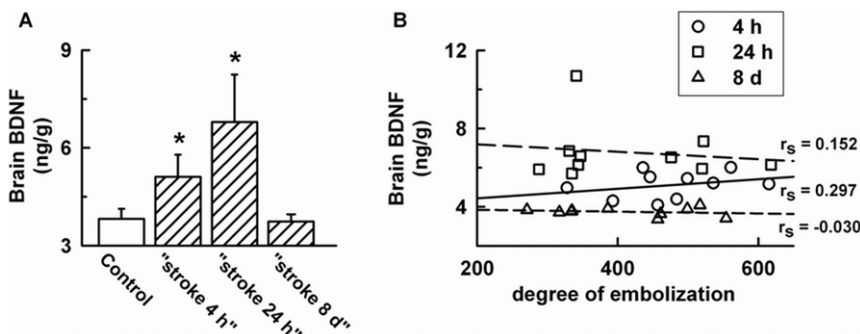 A
Brain BDNF
(ng/g)
9
6
3
*
*
Control
"stroke 4 h"
"stroke 24 h"
"stroke 8 d"
B
Brain BDNF
(ng/g)
12
8
4
200
400
600
degree of embolization
4 h
24 h
8 d
rs = 0.152
rs = 0.297
rs = -0.030